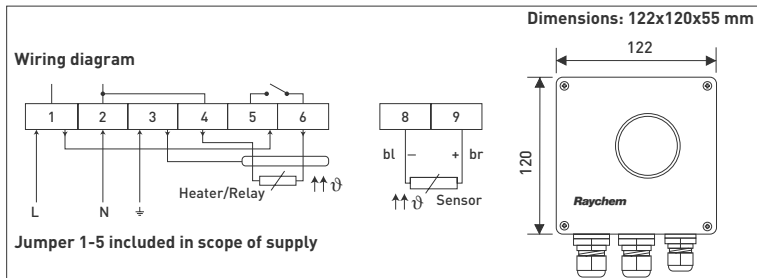 Dimensions: 122x120x55 mm
Wiring diagram
122
1 2 3 4 5 6
8 9
bl – + br
120
Heater/Relay ϑ
ϑ Sensor
Raychem
L N
Jumper 1-5 included in scope of supply